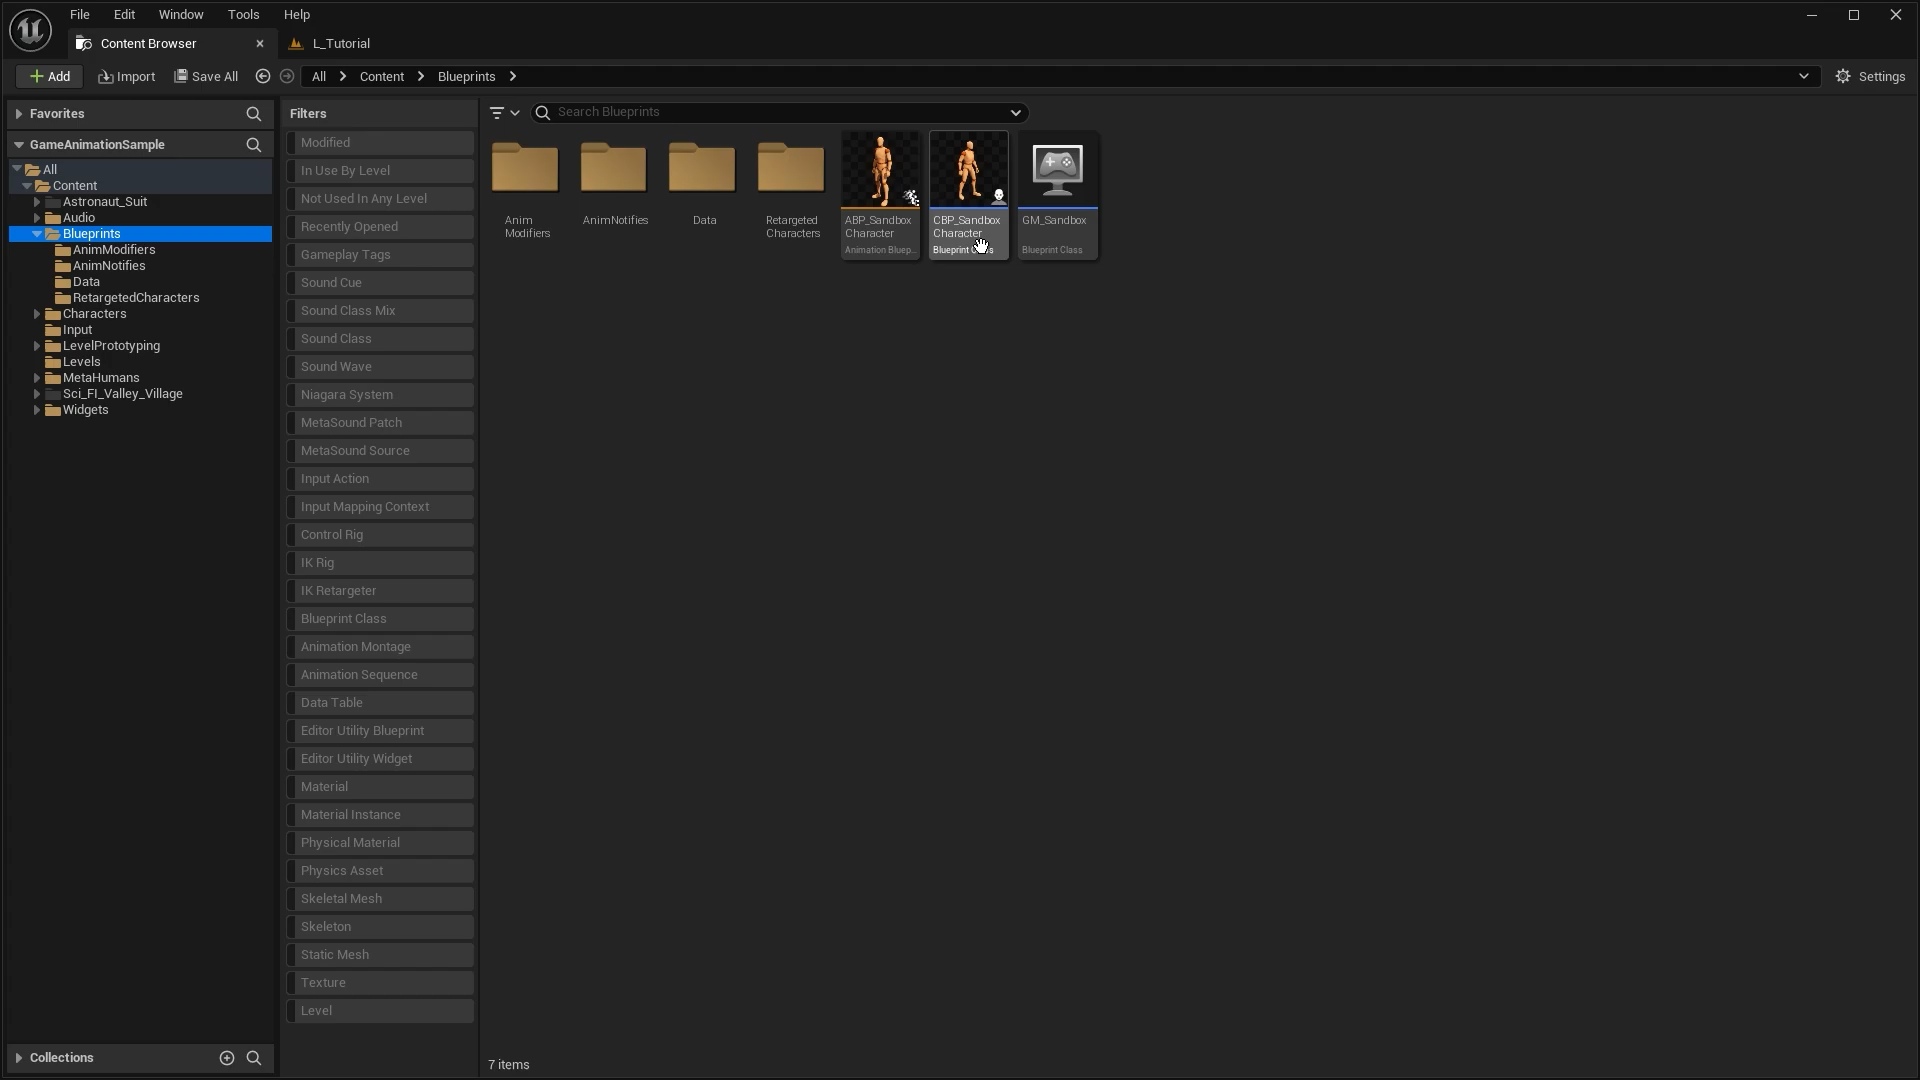 File Edit Window Tools Help
Content Browser L_Tutorial
Add Import Save All All Content Blueprints Settings
Favorites
GameAnimationSample
All
Content
Astronaut_Suit
Audio
Blueprints
AnimModifiers
AnimNotifies
Data
RetargetedCharacters
Characters
Input
LevelPrototyping
Levels
MetaHumans
Sci_FI_Valley_Village
Widgets
Collections
Filters
Modified
In Use By Level
Not Used In Any Level
Recently Opened
Gameplay Tags
Sound Cue
Sound Class Mix
Sound Class
Sound Wave
Niagara System
MetaSound Patch
MetaSound Source
Input Action
Input Mapping Context
Control Rig
IK Rig
IK Retargeter
Blueprint Class
Animation Montage
Animation Sequence
Data Table
Editor Utility Blueprint
Editor Utility Widget
Material
Material Instance
Physical Material
Physics Asset
Skeletal Mesh
Skeleton
Static Mesh
Texture
Level
Search Blueprints
Anim
Modifiers
AnimNotifies
Data
Retargeted
Characters
ABP_Sandbox
Character
Animation Bluep...
CBP_Sandbox
Character
Blueprint
GM_Sandbox
Blueprint Class
7 items